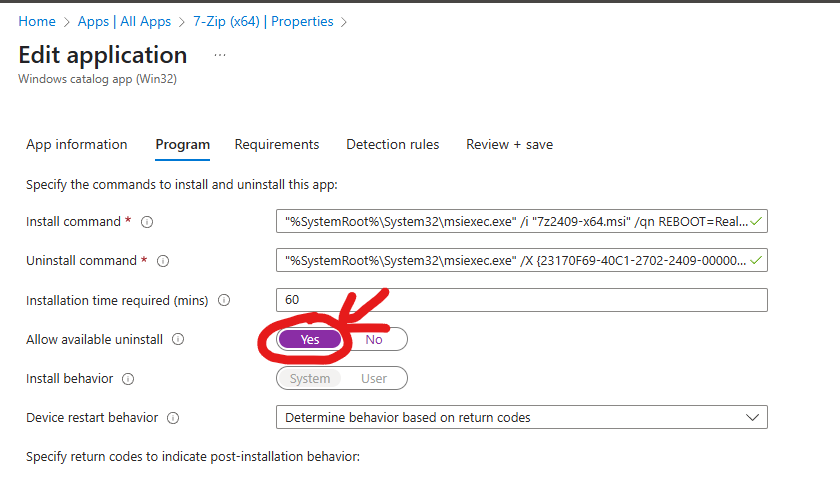 Home > Apps | All Apps > 7-Zip (x64) | Properties >
Edit application ...
Windows catalog app (Win32)
App information Program Requirements Detection rules Review + save
Specify the commands to install and uninstall this app:
Install command * "%SystemRoot%\System32\msiexec.exe" /i "7z2409-x64.msi" /qn REBOOT=Real...
Uninstall command * "%SystemRoot%\System32\msiexec.exe" /X {23170F69-40C1-2702-2409-00000...
Installation time required (mins) 60
Allow available uninstall Yes No
Install behavior System User
Device restart behavior Determine behavior based on return codes
Specify return codes to indicate post-installation behavior: